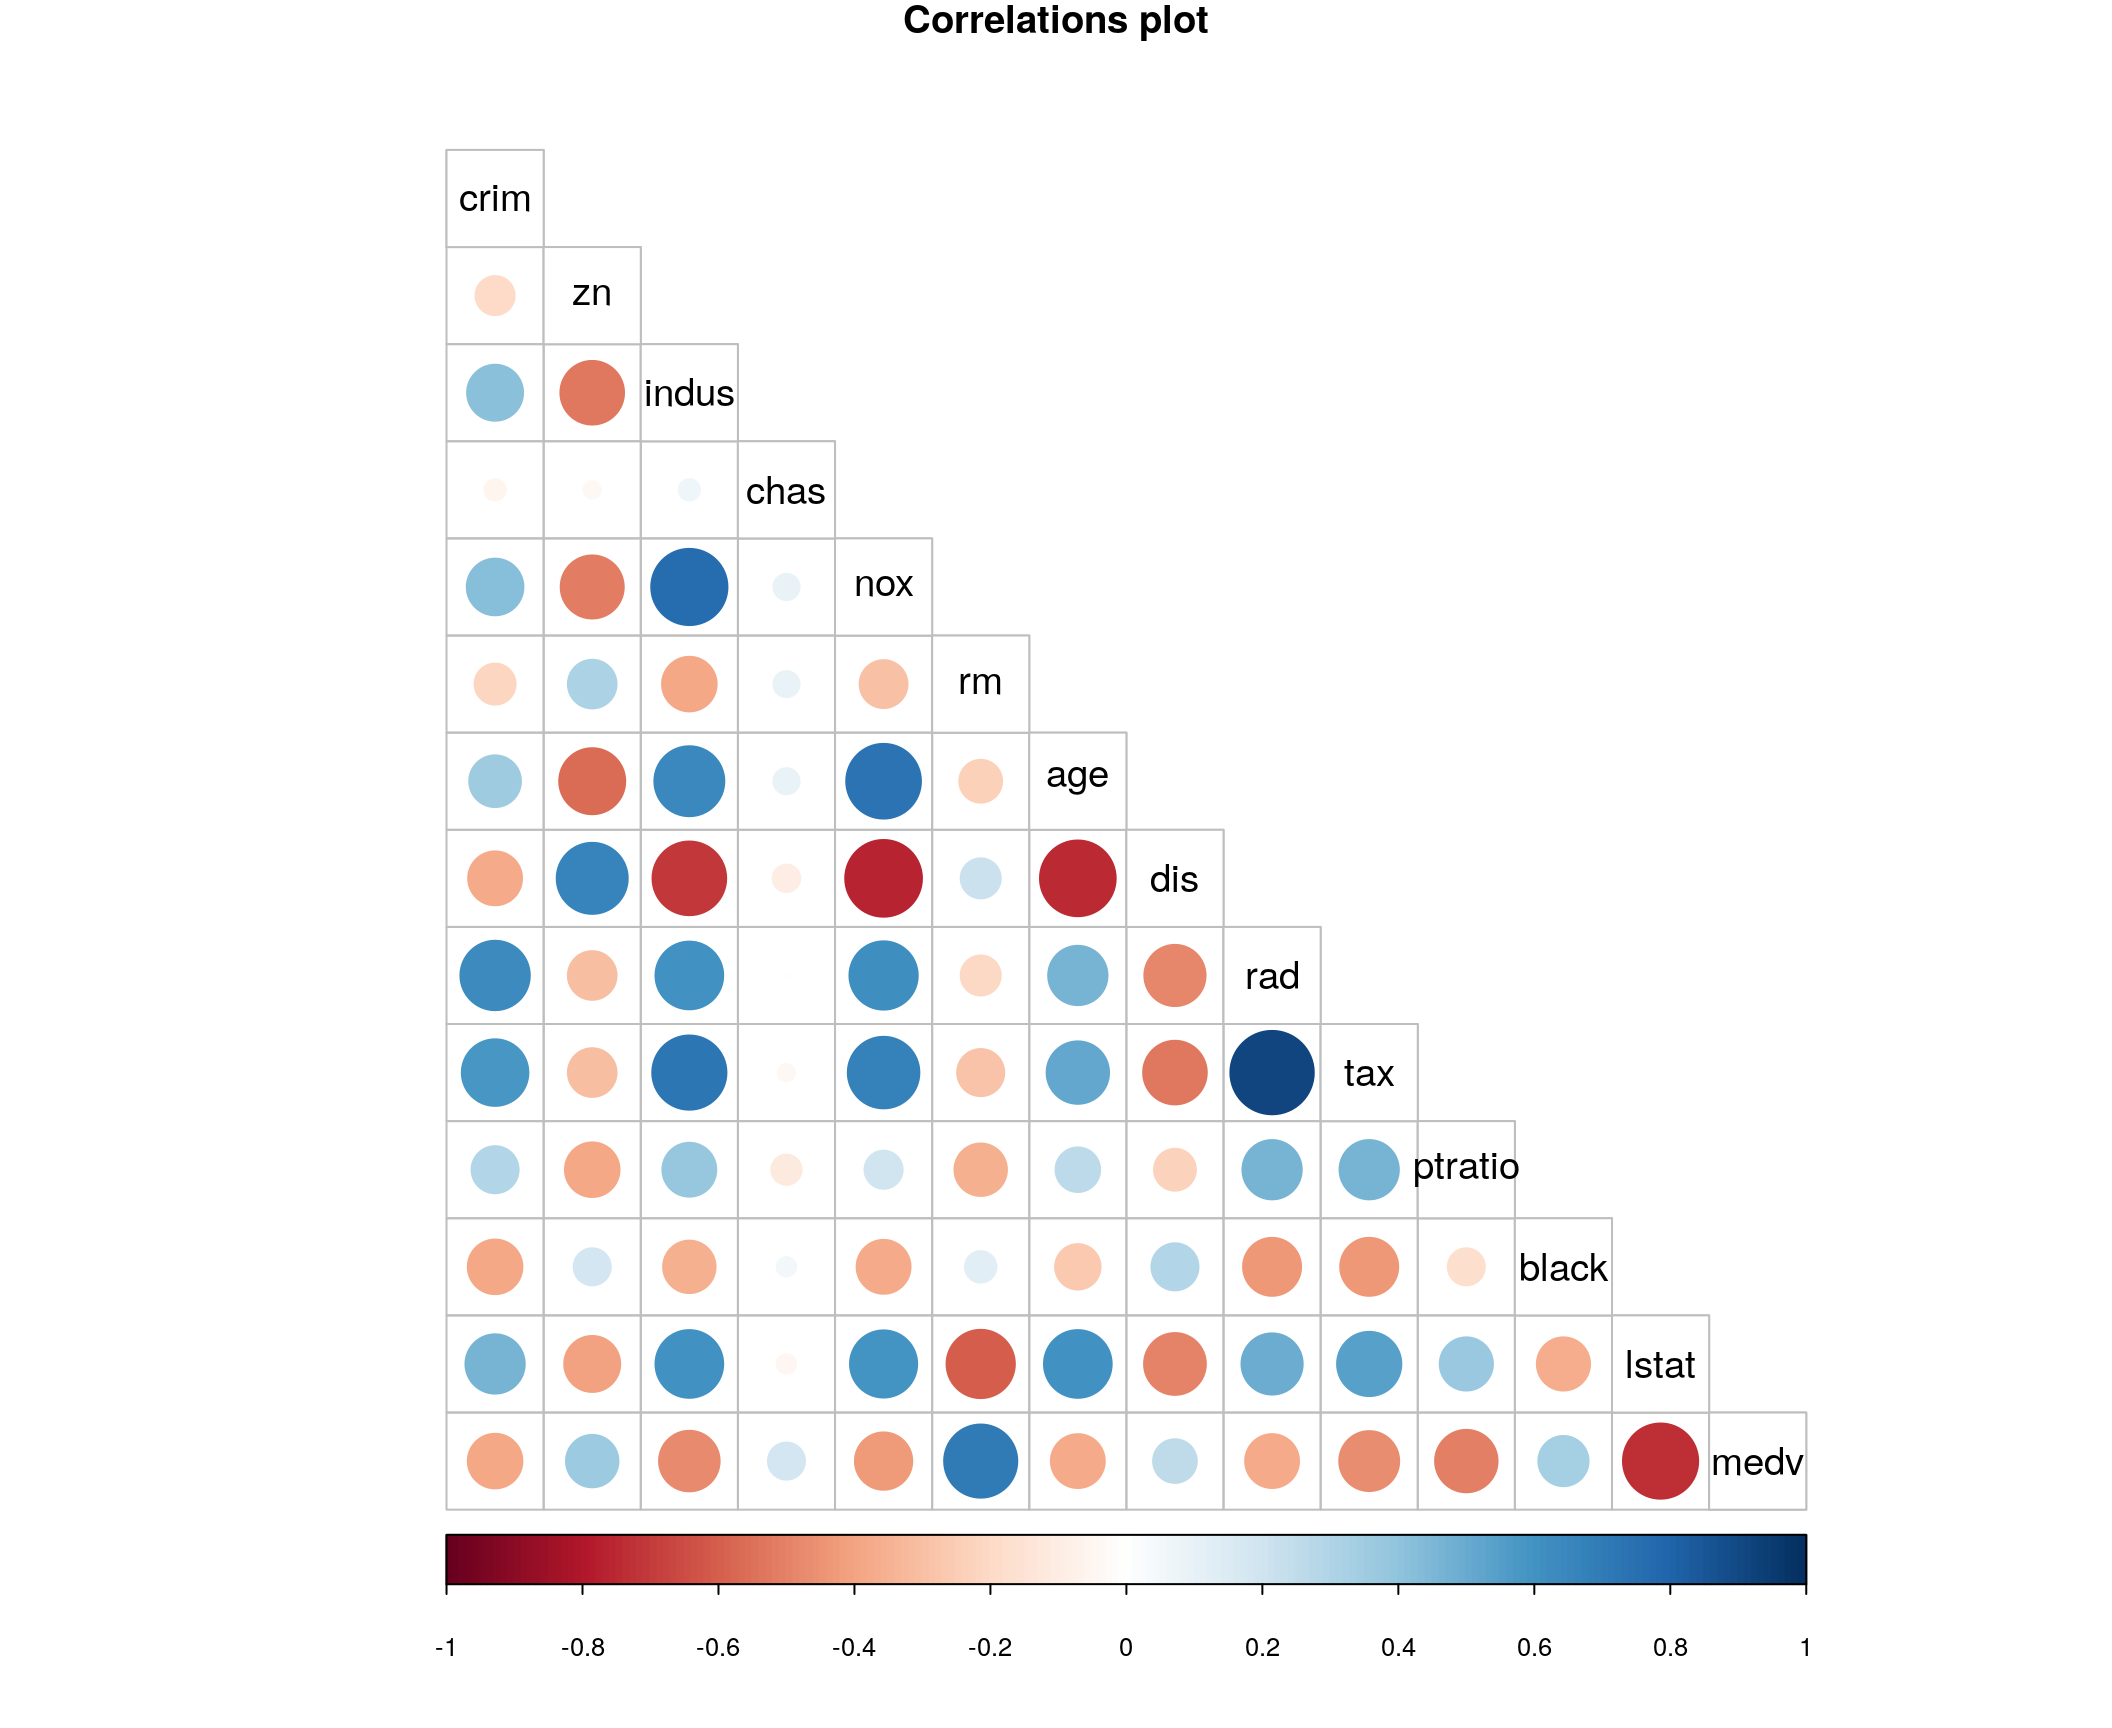 Correlations plot
crim
zn
indus
chas
nox
rm
age
dis
rad
tax
ptratio
black
lstat
medv
-1 -0.8 -0.6 -0.4 -0.2 0 0.2 0.4 0.6 0.8 1